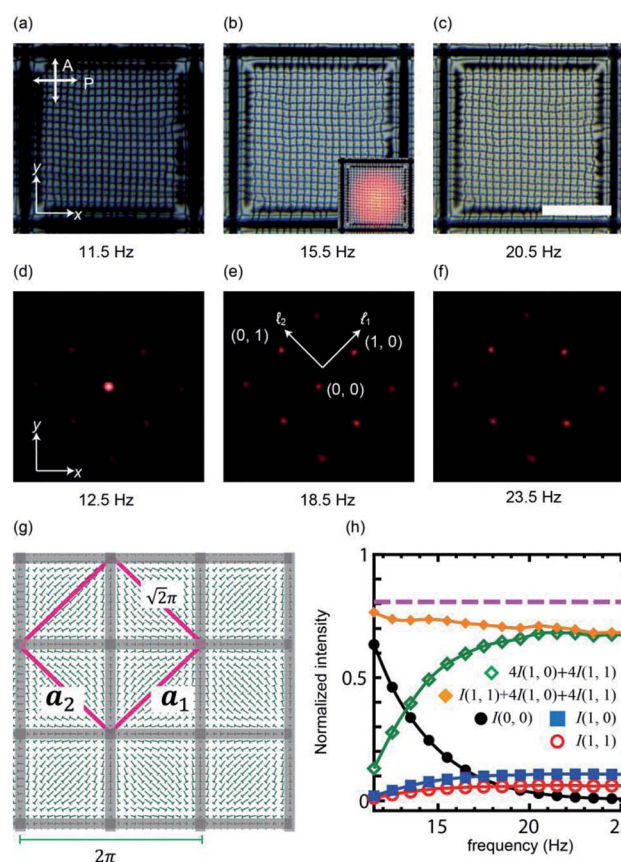 (a)
(b)
(c)
A
P
y
x
11.5 Hz
15.5 Hz
20.5 Hz
(d)
(e)
(f)
ℓ₂
ℓ₁
(0, 1)
(1, 0)
(0, 0)
y
x
12.5 Hz
18.5 Hz
23.5 Hz
(g)
(h)
√2π
a₂
a₁
2π
Normalized intensity
1
0.5
0
4I(1, 0)+4I(1, 1)
I(1, 1)+4I(1, 0)+4I(1, 1)
I(0, 0)
I(1, 0)
I(1, 1)
15
20
25
frequency (Hz)